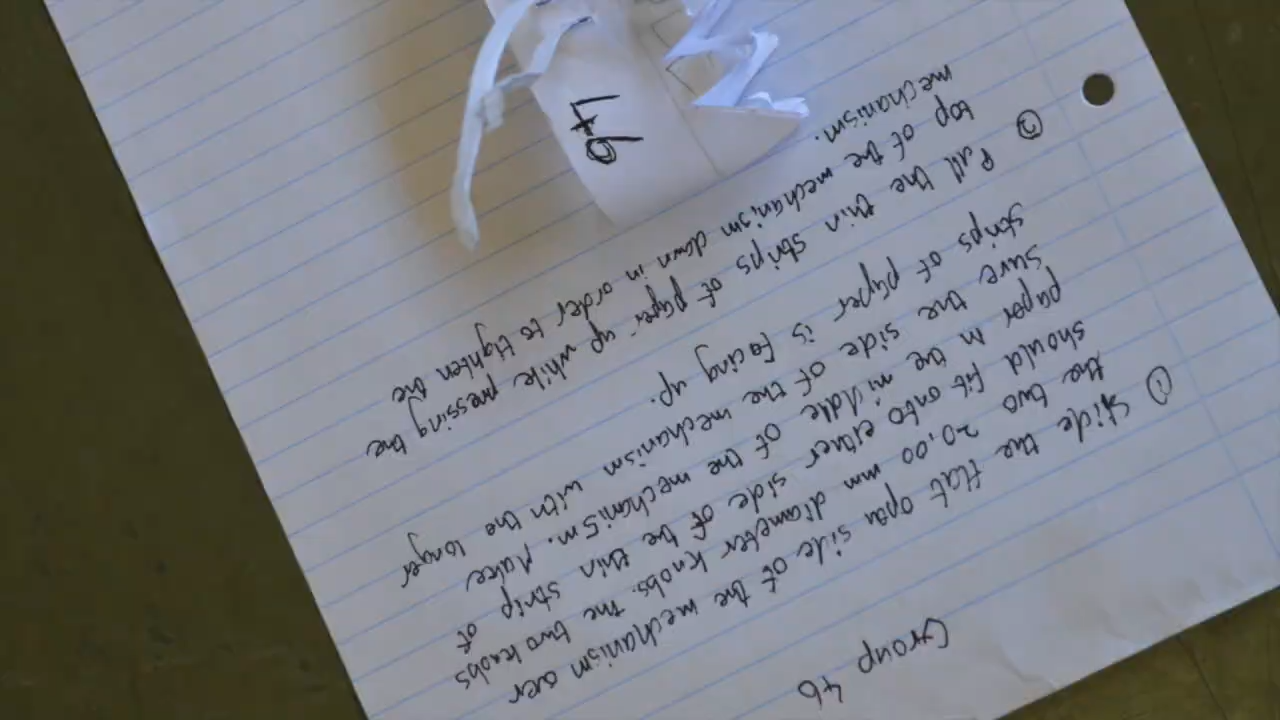 Group 46
① Slide the flat open side of the mechanism over
the two 20,00 mm diameter knobs. The two knobs
should fit onto either side of the thin strip of
paper in the middle of the mechanism. Make
sure the side of the mechanism with the longer
strips of paper is facing up.
② Pull the thin strips of paper up while pressing the
top of the mechanism down in order to tighten the
mechanism.
46